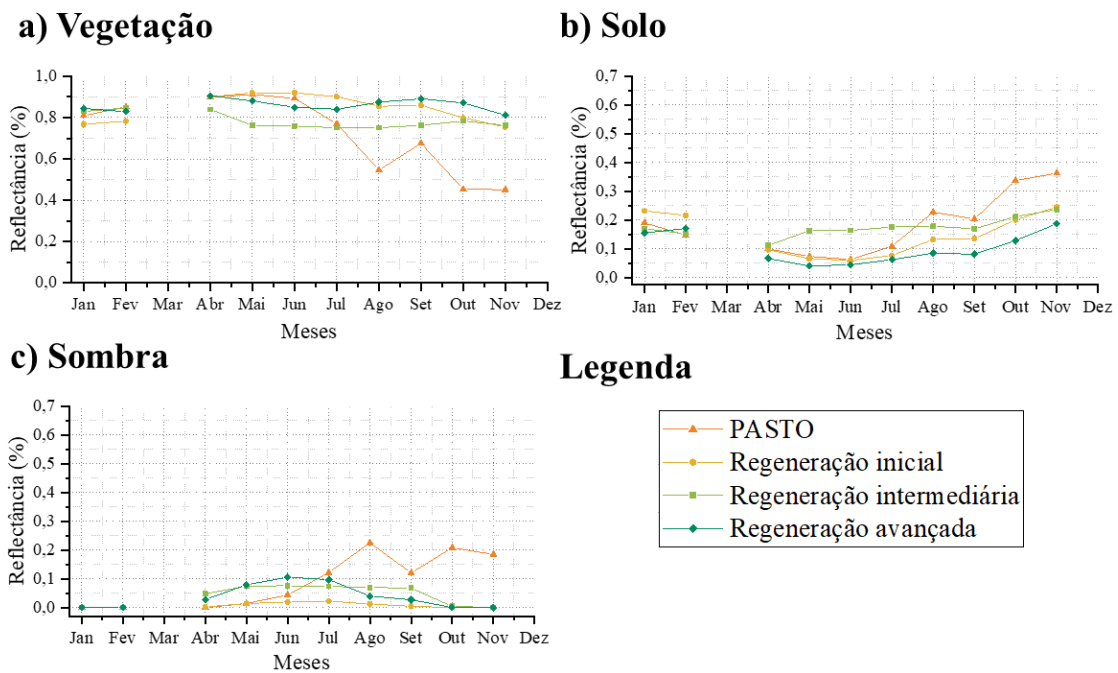 a) Vegetação
Reflectância (%)
1,0
0,8
0,6
0,4
0,2
0,0
Jan Fev Mar Abr Mai Jun Jul Ago Set Out Nov Dez
Meses
b) Solo
Reflectância (%)
0,7
0,6
0,5
0,4
0,3
0,2
0,1
0,0
Jan Fev Mar Abr Mai Jun Jul Ago Set Out Nov Dez
Meses
c) Sombra
Reflectância (%)
0,7
0,6
0,5
0,4
0,3
0,2
0,1
0,0
Jan Fev Mar Abr Mai Jun Jul Ago Set Out Nov Dez
Meses
Legenda
PASTO
Regeneração inicial
Regeneração intermediária
Regeneração avançada